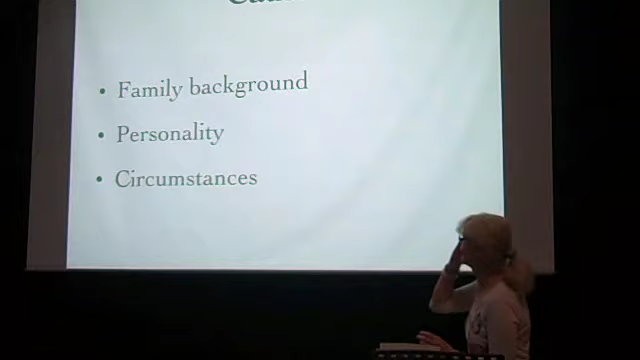 • Family background
• Personality
• Circumstances